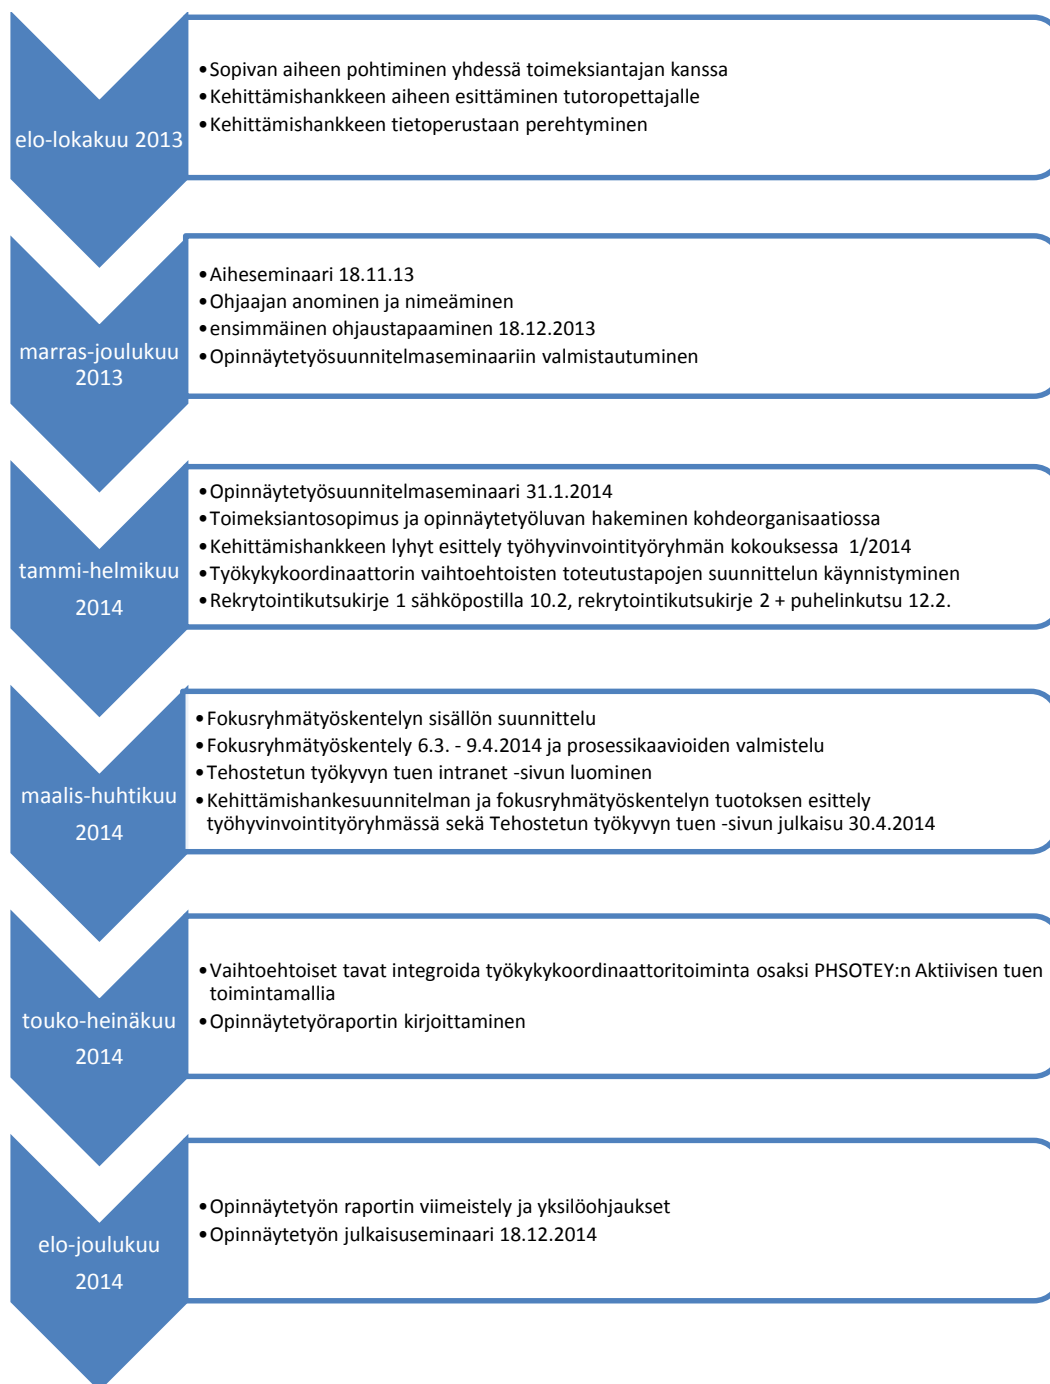 elo-lokakuu 2013
•Sopivan aiheen pohtiminen yhdessä toimeksiantajan kanssa
•Kehittämishankkeen aiheen esittäminen tutoropettajalle
•Kehittämishankkeen tietoperustaan perehtyminen
marras-joulukuu
2013
•Aiheseminaari 18.11.13
•Ohjaajan anominen ja nimeäminen
•ensimmäinen ohjaustapaaminen 18.12.2013
•Opinnäytetyösuunnitelmaseminaariin valmistautuminen
tammi-helmikuu
2014
•Opinnäytetyösuunnitelmaseminaari 31.1.2014
•Toimeksiantosopimus ja opinnäytetyöluvan hakeminen kohdeorganisaatiossa
•Kehittämishankkeen lyhyt esittely työhyvinvointityöryhmän kokouksessa 1/2014
•Työkykykoordinaattorin vaihtoehtoisten toteutustapojen suunnittelun käynnistyminen
•Rekrytointikutsukirje 1 sähköpostilla 10.2, rekrytointikutsukirje 2 + puhelinkutsu 12.2.
maalis-huhtikuu
2014
•Fokusryhmätyöskentelyn sisällön suunnittelu
•Fokusryhmätyöskentely 6.3. - 9.4.2014 ja prosessikaavioiden valmistelu
•Tehostetun työkyvyn tuen intranet -sivun luominen
•Kehittämishankesuunnitelman ja fokusryhmätyöskentelyn tuotoksen esittely
työhyvinvointityöryhmässä sekä Tehostetun työkyvyn tuen -sivun julkaisu 30.4.2014
touko-heinäkuu
2014
•Vaihtoehtoiset tavat integroida työkykykoordinaattoritoiminta osaksi PHSOTEY:n Aktiivisen tuen
toimintamallia
•Opinnäytetyöraportin kirjoittaminen
elo-joulukuu
2014
•Opinnäytetyön raportin viimeistely ja yksilöohjaukset
•Opinnäytetyön julkaisuseminaari 18.12.2014